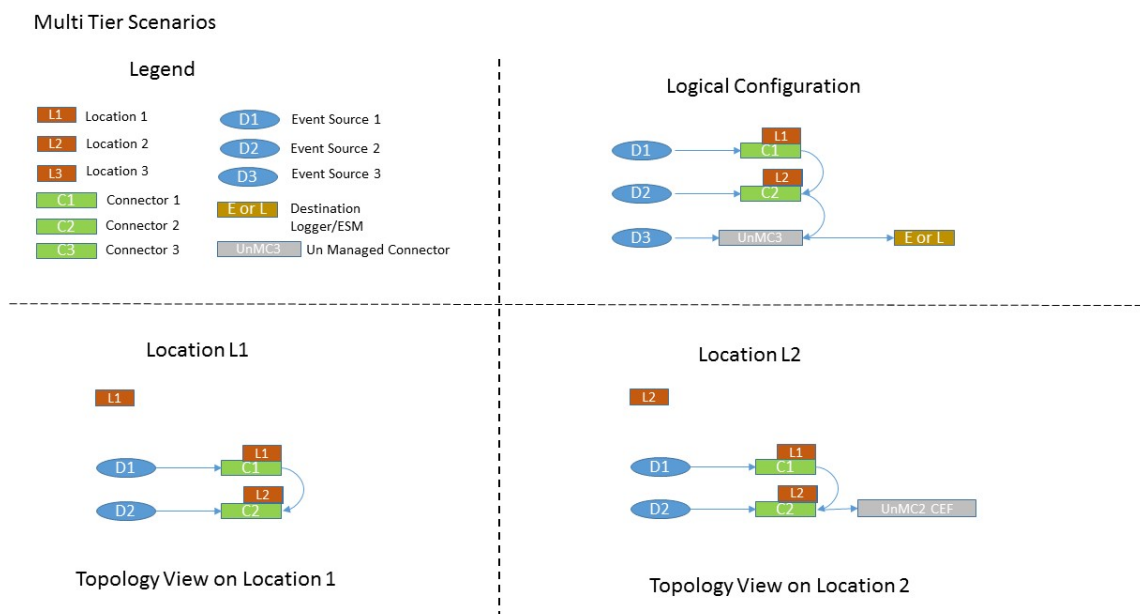 Multi Tier Scenarios
Legend
L1 Location 1
L2 Location 2
L3 Location 3
C1 Connector 1
C2 Connector 2
C3 Connector 3
D1 Event Source 1
D2 Event Source 2
D3 Event Source 3
E or L Destination
Logger/ESM
UnMC3 Un Managed Connector
Logical Configuration
L1
D1 C1
L2
D2 C2
D3 UnMC3 E or L
Location L1
L1
L1
D1 C1
L2
D2 C2
Topology View on Location 1
Location L2
L2
L1
D1 C1
L2
D2 C2 UnMC2 CEF
Topology View on Location 2